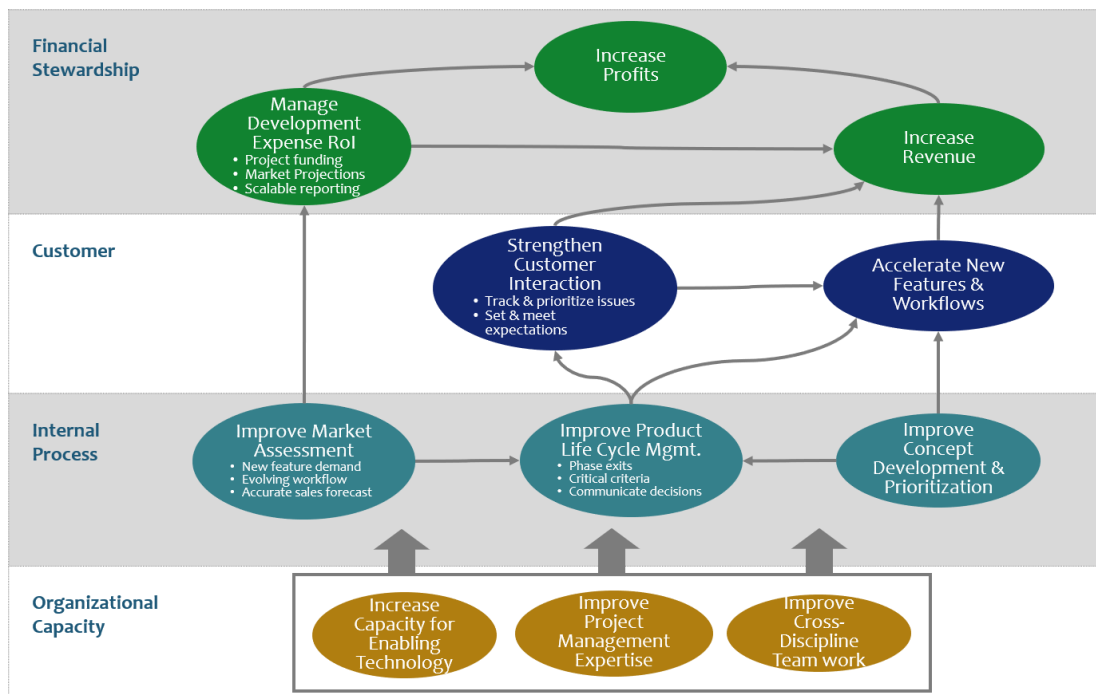 Financial
Stewardship
Increase
Profits
Manage
Development
Expense RoI
• Project funding
• Market Projections
• Scalable reporting
Increase
Revenue
Customer
Strengthen
Customer
Interaction
• Track & prioritize issues
• Set & meet
expectations
Accelerate New
Features &
Workflows
Internal
Process
Improve Market
Assessment
• New feature demand
• Evolving workflow
• Accurate sales forecast
Improve Product
Life Cycle Mgmt.
• Phase exits
• Critical criteria
• Communicate decisions
Improve
Concept
Development &
Prioritization
Organizational
Capacity
Increase
Capacity for
Enabling
Technology
Improve
Project
Management
Expertise
Improve
Cross-
Discipline
Team work